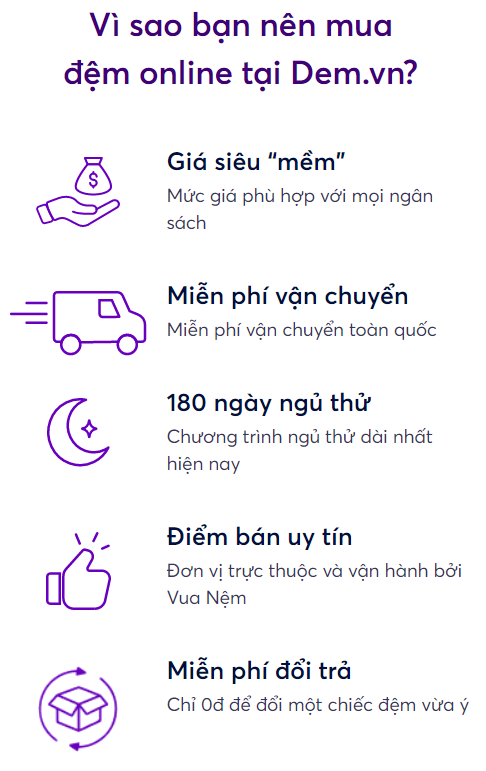 Vì sao bạn nên mua
đệm online tại Dem.vn?
Giá siêu “mềm”
Mức giá phù hợp với mọi ngân
sách
Miễn phí vận chuyển
Miễn phí vận chuyển toàn quốc
180 ngày ngủ thử
Chương trình ngủ thử dài nhất
hiện nay
Điểm bán uy tín
Đơn vị trực thuộc và vận hành bởi
Vua Nệm
Miễn phí đổi trả
Chỉ 0đ để đổi một chiếc đệm vừa ý